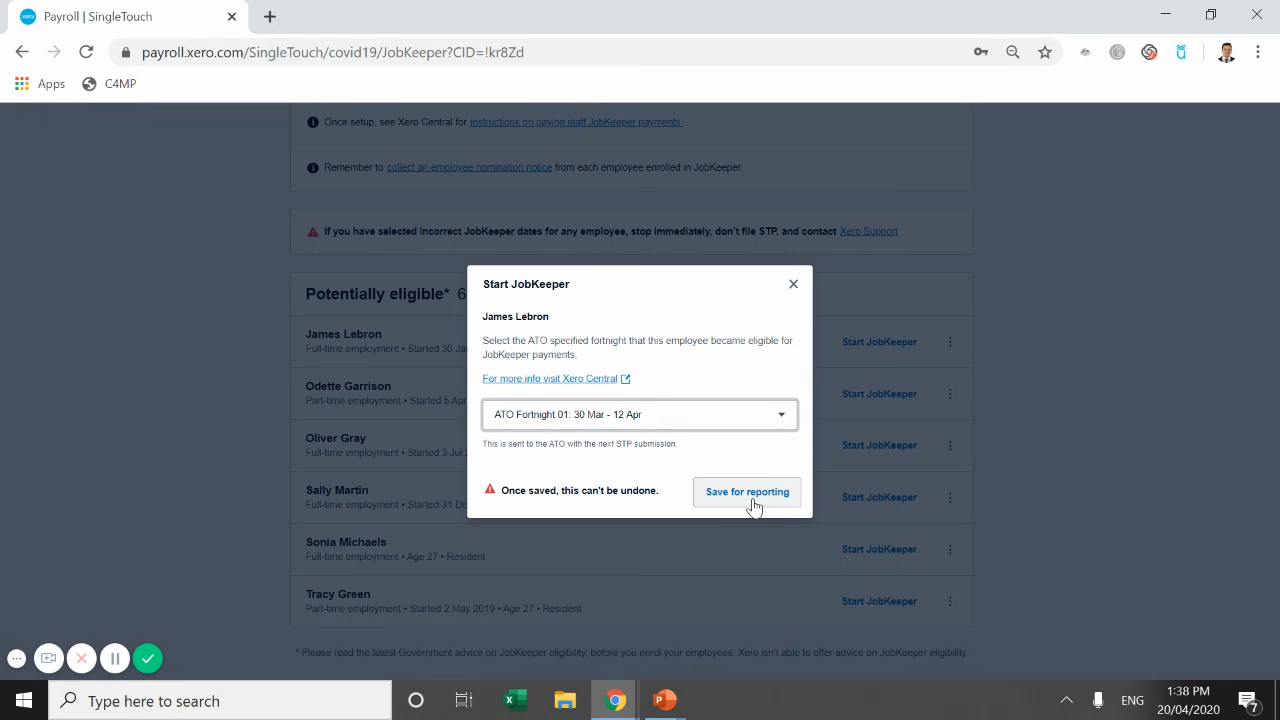 Payroll | SingleTouch
payroll.xero.com/SingleTouch/covid19/JobKeeper?CID=!kr8Zd
Apps
C4MP
Once setup, see Xero Central for instructions on paying staff JobKeeper payments.
Remember to collect an employee nomination notice from each employee enrolled in JobKeeper.
If you have selected incorrect JobKeeper dates for any employee, stop immediately, don't file STP, and contact Xero Support
Potentially eligible* 6
James Lebron
Full-time employment • Started 30 Ja
Start JobKeeper
Odette Garrison
Part-time employment • Started 5 Apr
Start JobKeeper
Oliver Gray
Full-time employment • Started 3 Jul
Start JobKeeper
Sally Martin
Part-time employment • Started 31 De
Start JobKeeper
Sonia Michaels
Full-time employment • Age 27 • Resident
Start JobKeeper
Tracy Green
Part-time employment • Started 2 May 2019 • Age 27 • Resident
Start JobKeeper
* Please read the latest Government advice on JobKeeper eligibility, before you enrol your employees. Xero isn't able to offer advice on JobKeeper eligibility.
Start JobKeeper
James Lebron
Select the ATO specified fortnight that this employee became eligible for
JobKeeper payments.
For more info visit Xero Central
ATO Fortnight 01: 30 Mar - 12 Apr
This is sent to the ATO with the next STP submission.
Once saved, this can't be undone.
Save for reporting
Type here to search
ENG
1:38 PM
20/04/2020
7